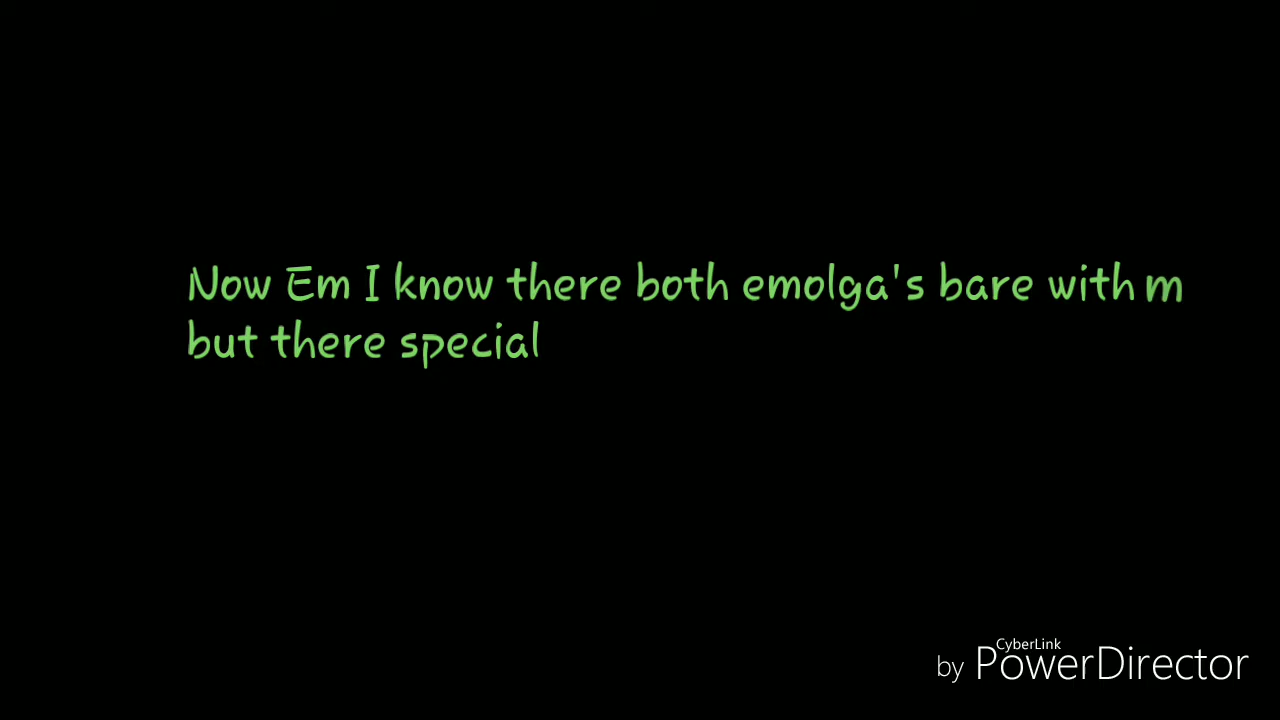 Now Em I know there both emolga's bare with m
but there special
CyberLink
by PowerDirector